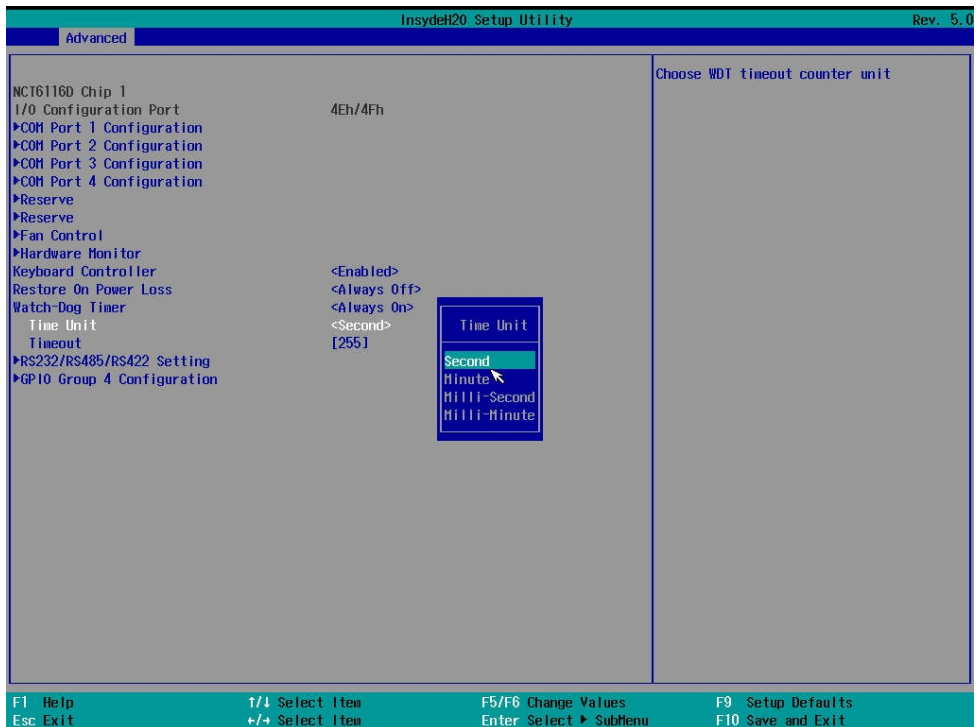 InsydeH20 Setup Utility Rev. 5.0
Advanced
Choose WDT timeout counter unit
NCT6116D Chip 1
I/O Configuration Port 4Eh/4Fh
▶COM Port 1 Configuration
▶COM Port 2 Configuration
▶COM Port 3 Configuration
▶COM Port 4 Configuration
▶Reserve
▶Reserve
▶Fan Control
▶Hardware Monitor
Keyboard Controller <Enabled>
Restore On Power Loss <Always Off>
Watch-Dog Timer <Always On>
Time Unit <Second>
Timeout [255]
▶RS232/RS485/RS422 Setting
▶GPIO Group 4 Configuration
Time Unit
Second
Minute
Milli-Second
Milli-Minute
F1 Help ↑/↓ Select Item F5/F6 Change Values F9 Setup Defaults
Esc Exit ←/→ Select Item Enter Select ▶ SubMenu F10 Save and Exit